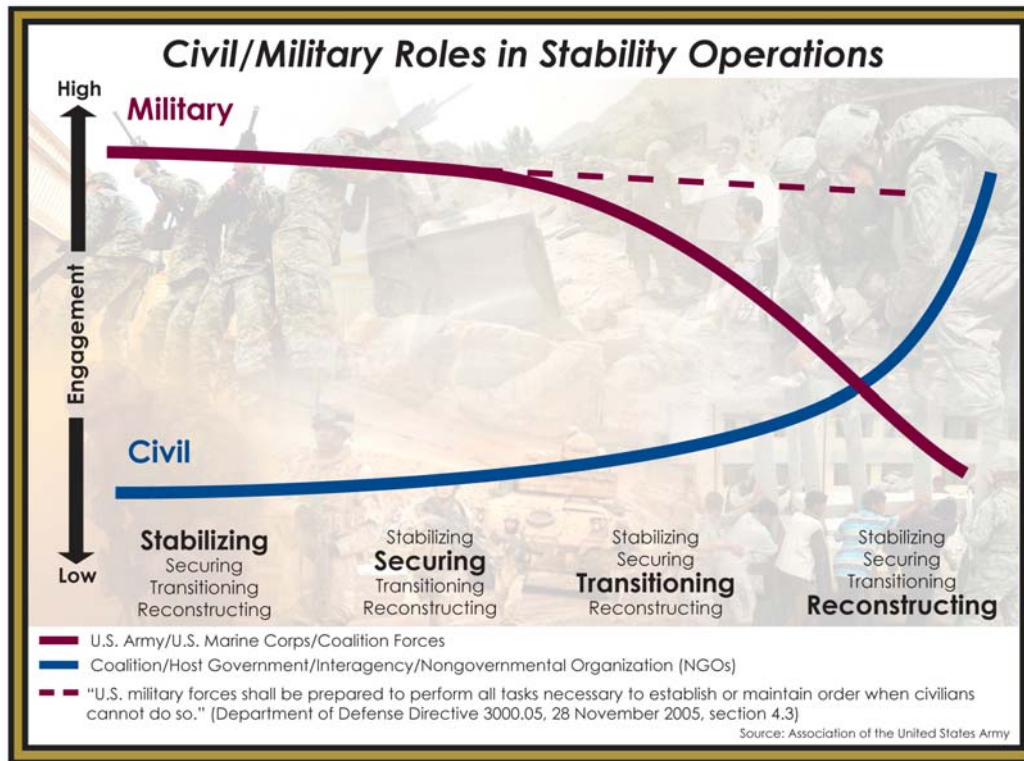 Civil/Military Roles in Stability Operations
High
Military
Engagement
Civil
Low
Stabilizing
Securing
Transitioning
Reconstructing
Stabilizing
Securing
Transitioning
Reconstructing
Stabilizing
Securing
Transitioning
Reconstructing
Stabilizing
Securing
Transitioning
Reconstructing
U.S. Army/U.S. Marine Corps/Coalition Forces
Coalition/Host Government/Interagency/Nongovernmental Organization (NGOs)
“U.S. military forces shall be prepared to perform all tasks necessary to establish or maintain order when civilians
cannot do so.” (Department of Defense Directive 3000.05, 28 November 2005, section 4.3)
Source: Association of the United States Army